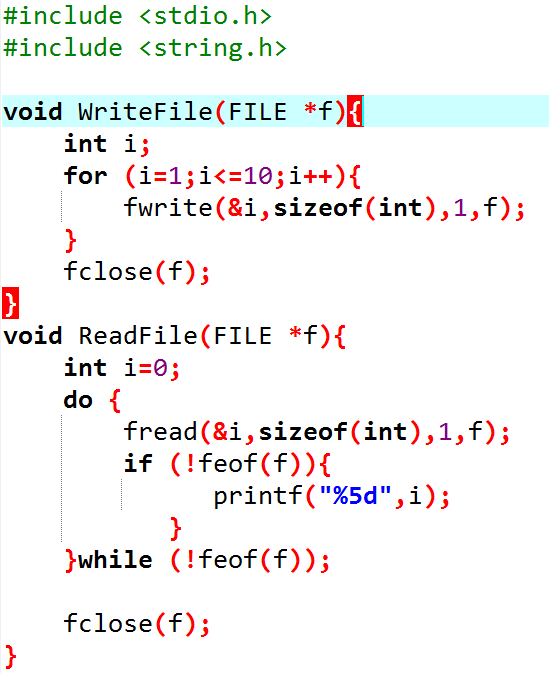 #include <stdio.h>
#include <string.h>
void WriteFile(FILE *f){
int i;
for (i=1;i<=10;i++){
fwrite(&i,sizeof(int),1,f);
}
fclose(f);
}
void ReadFile(FILE *f){
int i=0;
do {
fread(&i,sizeof(int),1,f);
if (!feof(f)){
printf("%5d",i);
}
}while (!feof(f));
fclose(f);
}